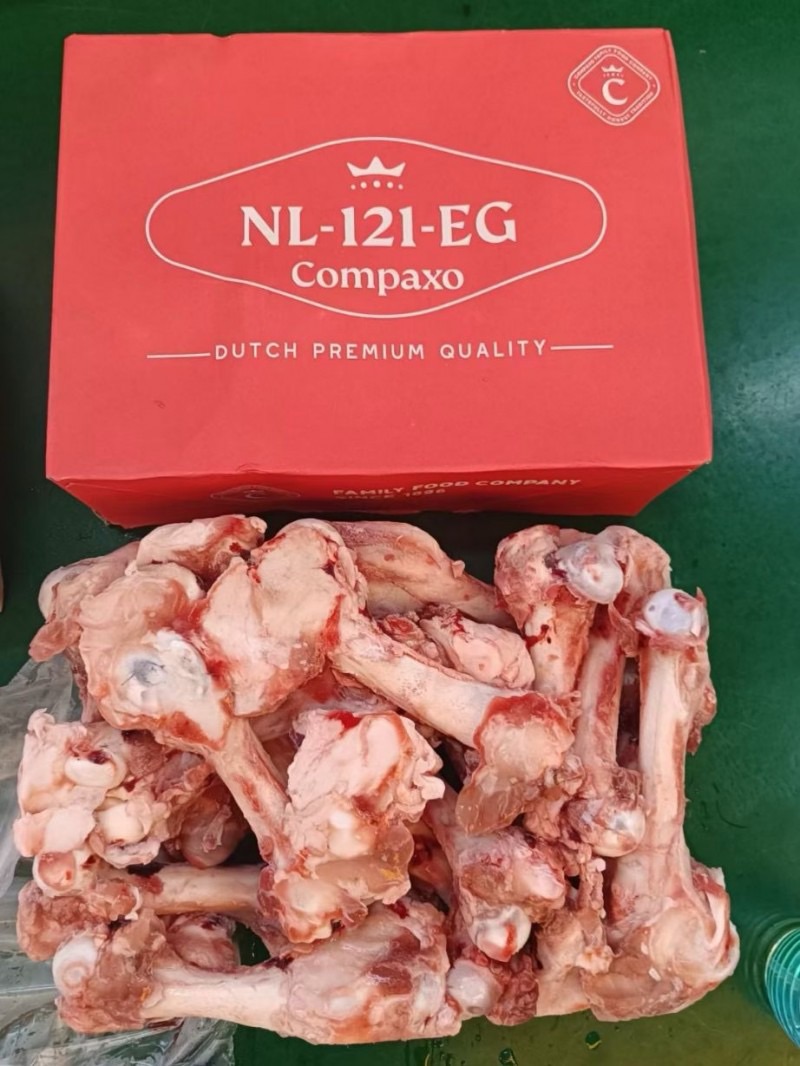 C
NL-121-EG
Compaxo
DUTCH PREMIUM QUALITY
FAMILY FOOD COMPANY